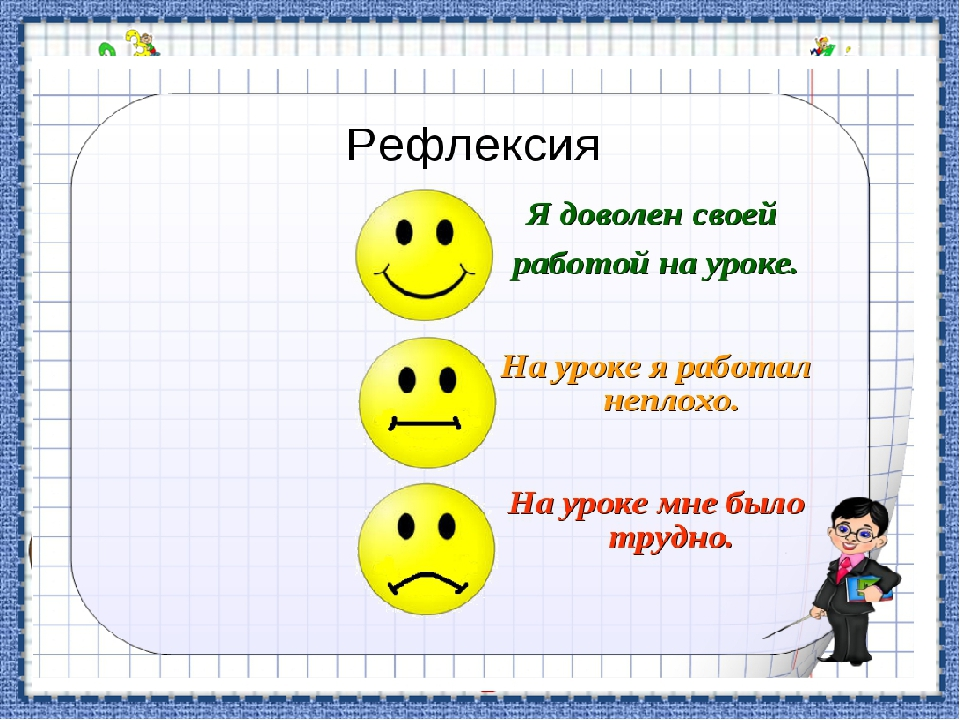 Рефлексия
Я доволен своей
работой на уроке.
На уроке я работал
неплохо.
На уроке мне было
трудно.